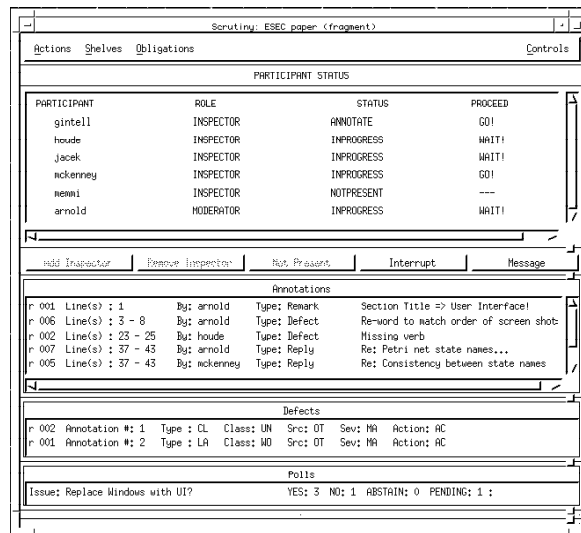 Scrutiny: ESEC paper (fragment)
Actions Shelves Obligations Controls
PARTICIPANT STATUS
PARTICIPANT ROLE STATUS PROCEED
gintell INSPECTOR ANNOTATE GO!
houde INSPECTOR INPROGRESS WAIT!
jacek INSPECTOR INPROGRESS WAIT!
mckenney INSPECTOR INPROGRESS GO!
memmi INSPECTOR NOTPRESENT ---
arnold MODERATOR INPROGRESS WAIT!
Add Inspector Remove Inspector Not Present Interrupt Message
Annotations
r 001 Line(s) : 1 By: arnold Type: Remark Section Title => User Interface!
r 006 Line(s) : 3 - 8 By: arnold Type: Defect Re-word to match order of screen shot
r 002 Line(s) : 23 - 25 By: houde Type: Defect Missing verb
r 007 Line(s) : 37 - 43 By: arnold Type: Reply Re: Petri net state names...
r 005 Line(s) : 37 - 43 By: mckenney Type: Reply Re: Consistency between state names
Defects
r 002 Annotation #: 1 Type : CL Class: UN Src: OT Sev: MA Action: AC
r 001 Annotation #: 2 Type : LA Class: WO Src: OT Sev: MA Action: AC
Polls
Issue: Replace Windows with UI? YES: 3 NO: 1 ABSTAIN: 0 PENDING: 1 :